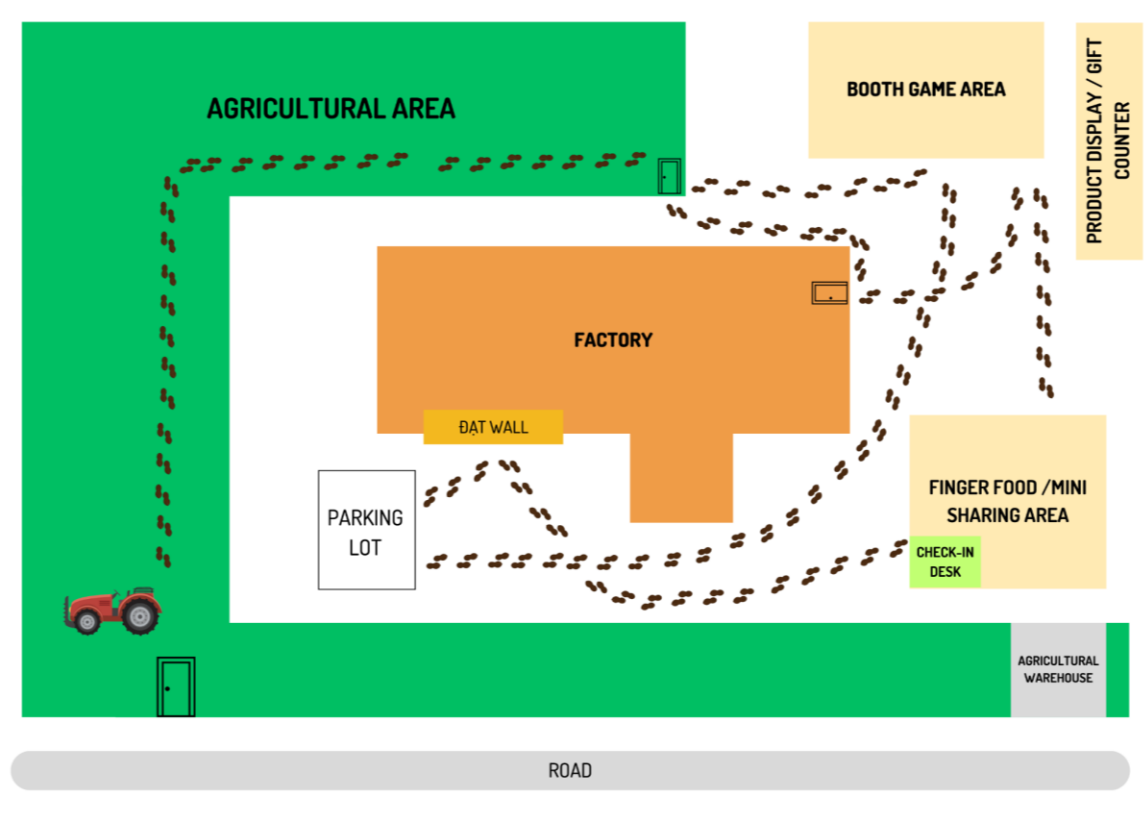 AGRICULTURAL AREA
BOOTH GAME AREA
PRODUCT DISPLAY / GIFT
COUNTER
FACTORY
ĐẠT WALL
PARKING
LOT
FINGER FOOD /MINI
SHARING AREA
CHECK-IN
DESK
AGRICULTURAL
WAREHOUSE
ROAD